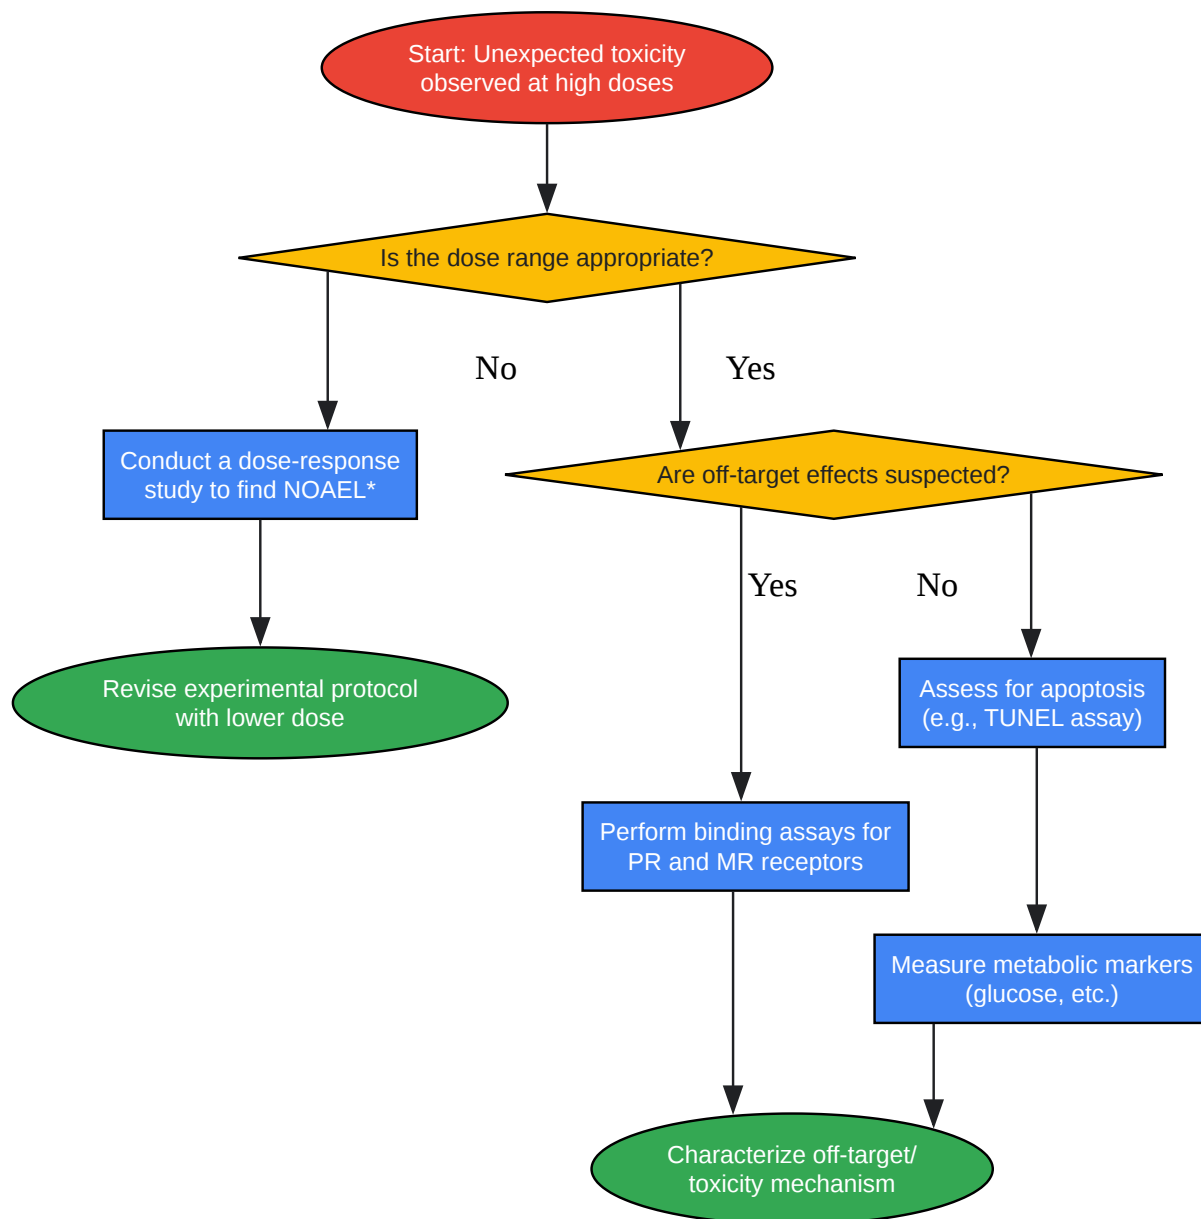 Start: Unexpected toxicity
observed at high doses
Is the dose range appropriate?
No
Yes
Conduct a dose-response
study to find NOAEL*
Are off-target effects suspected?
Yes
No
Revise experimental protocol
with lower dose
Assess for apoptosis
(e.g., TUNEL assay)
Perform binding assays for
PR and MR receptors
Measure metabolic markers
(glucose, etc.)
Characterize off-target/
toxicity mechanism